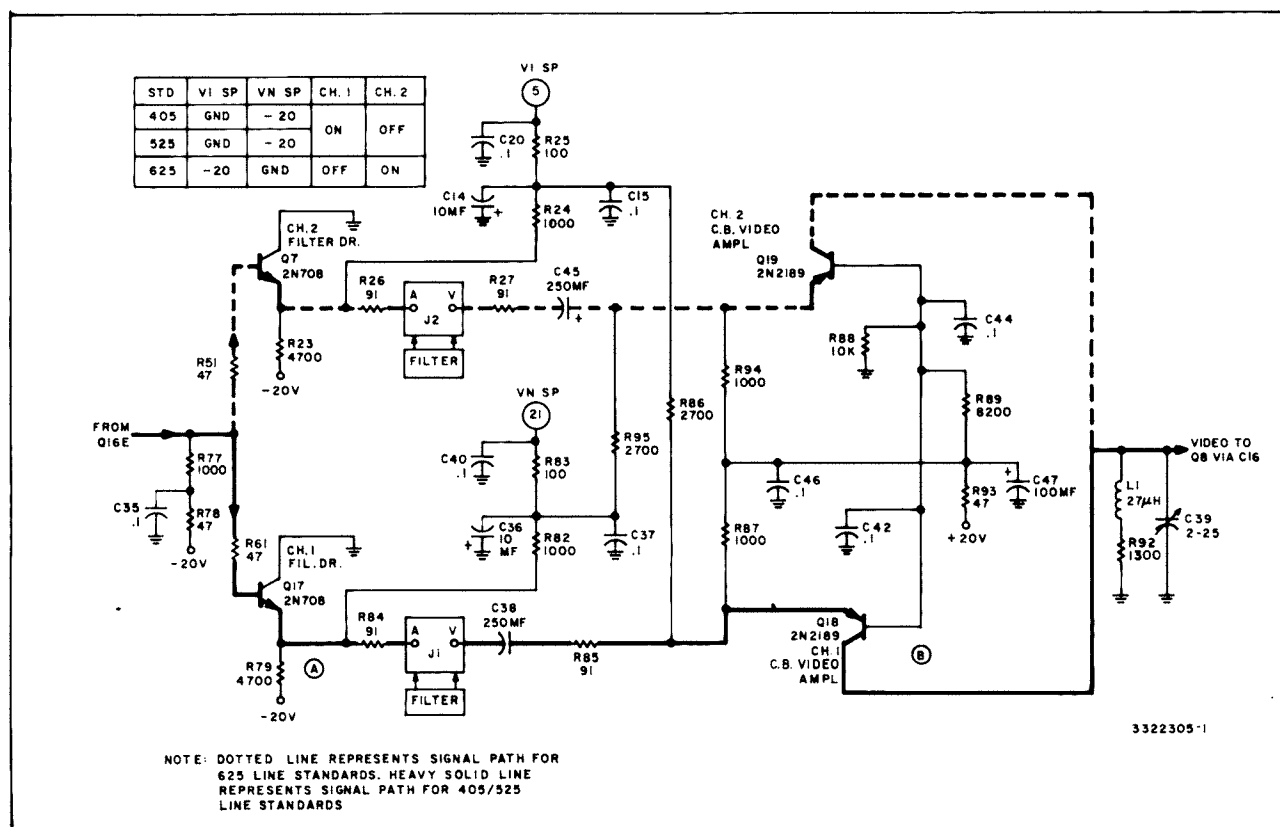 STD VI SP VN SP CH. 1 CH. 2
405 GND - 20 ON OFF
525 GND - 20
625 -20 GND OFF ON
VI SP
5
C20
.1
R25
100
C14
10MF
+
R24
1000
C15
.1
CH. 2
FILTER DR.
Q7
2N708
R26
91
A V
J2
FILTER
R27
91
C45
250MF
+
R51
47
R23
4700
-20V
CH. 2
C.B. VIDEO
AMPL
Q19
2N2189
C44
.1
R88
10K
R94
1000
R89
8200
R86
2700
VN SP
21
R95
2700
FROM
Q16E
R77
1000
C40
.1
R83
100
C35
.1
R78
47
-20V
C36
10
MF
+
R82
1000
C37
.1
C46
.1
R93
47
+20V
+
C47
100MF
VIDEO TO
Q8 VIA C16
L1
27µH
R92
1300
C39
2-25
R61
47
CH. 1
FIL. DR.
Q17
2N708
R87
1000
C42
.1
R84
91
A V
J1
FILTER
C38
250MF
R85
91
Q18
2N2189
CH. 1
C.B. VIDEO
AMPL
B
R79
4700
A
-20V
3322305-1
NOTE: DOTTED LINE REPRESENTS SIGNAL PATH FOR
625 LINE STANDARDS. HEAVY SOLID LINE
REPRESENTS SIGNAL PATH FOR 405/525
LINE STANDARDS